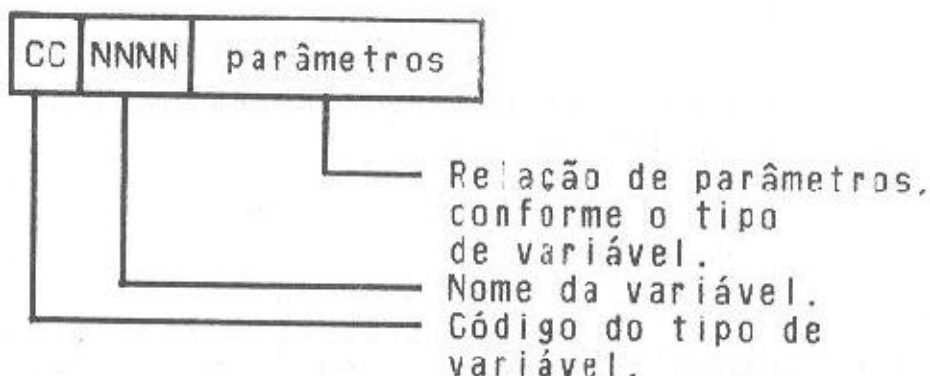 CC NNNN parâmetros
Relação de parâmetros,
conforme o tipo
de variável.
Nome da variável.
Código do tipo de
variável.